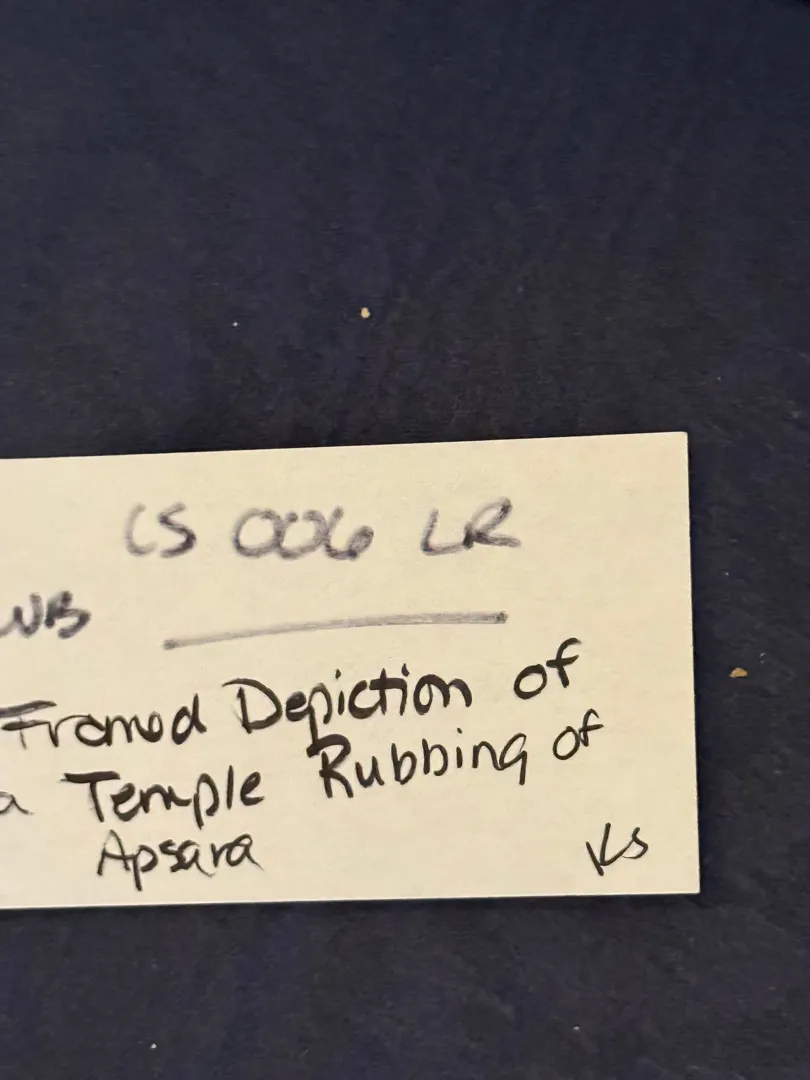 CS 006 LR
WB
Framed Depiction of
a Temple Rubbing of
Apsara
KS